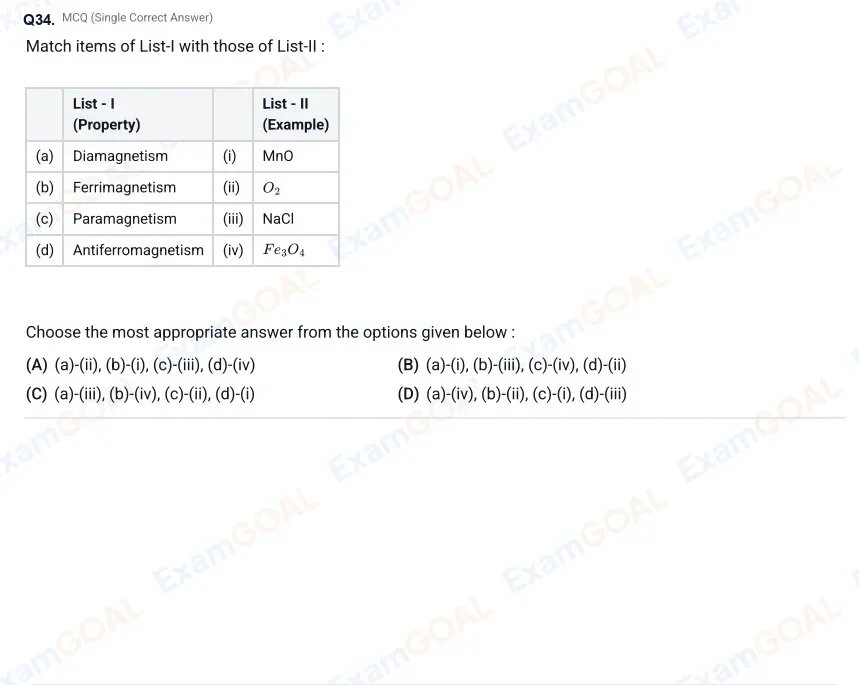 Q34. MCQ (Single Correct Answer)
Match items of List-I with those of List-II :
List - I
(Property)
List - II
(Example)
(a) Diamagnetism (i) MnO
(b) Ferrimagnetism (ii) O₂
(c) Paramagnetism (iii) NaCl
(d) Antiferromagnetism (iv) Fe₃O₄
Choose the most appropriate answer from the options given below :
(A) (a)-(ii), (b)-(i), (c)-(iii), (d)-(iv) (B) (a)-(i), (b)-(iii), (c)-(iv), (d)-(ii)
(C) (a)-(iii), (b)-(iv), (c)-(ii), (d)-(i) (D) (a)-(iv), (b)-(ii), (c)-(i), (d)-(iii)
ExamGOAL